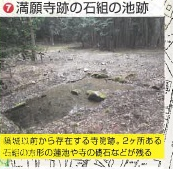 ❼満願寺跡の石組の池跡
築城以前から存在する寺院跡。2ヶ所ある
石組の方形の蓮池や寺の礎石などが残る